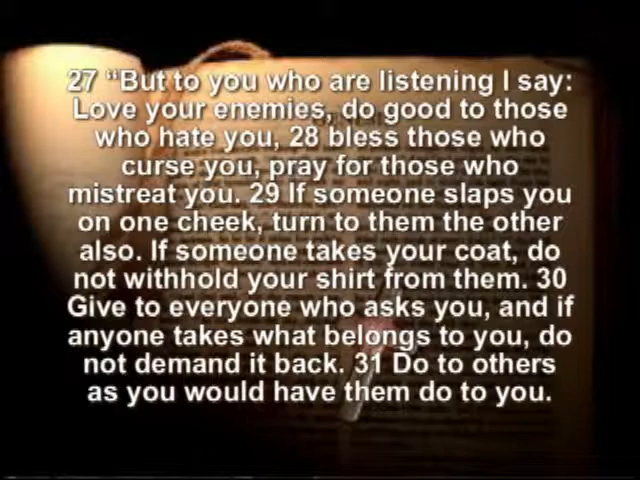 27 “But to you who are listening I say:
Love your enemies, do good to those
who hate you, 28 bless those who
curse you, pray for those who
mistreat you. 29 If someone slaps you
on one cheek, turn to them the other
also. If someone takes your coat, do
not withhold your shirt from them. 30
Give to everyone who asks you, and if
anyone takes what belongs to you, do
not demand it back. 31 Do to others
as you would have them do to you.